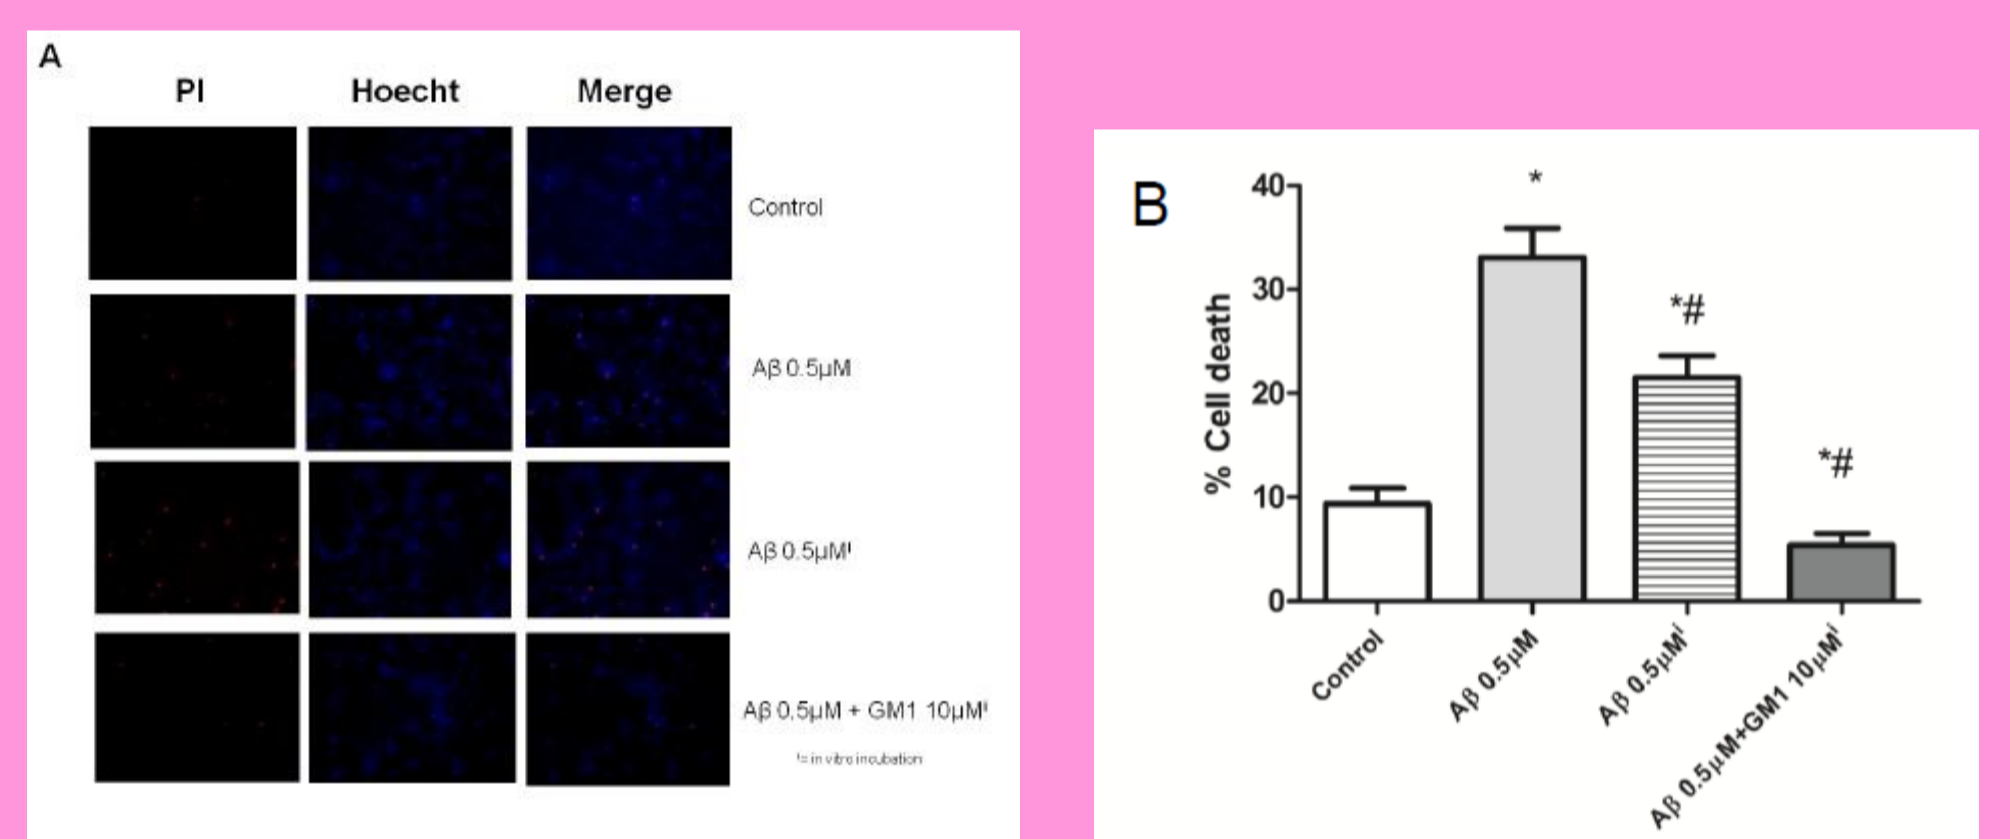 A
PI Hoecht Merge
Control
Aβ 0.5µM
Aβ 0.5µMⁱ
Aβ 0.5µM + GM1 10µMⁱ
ⁱ= in vitro incubation
B
% Cell death
40
30
20
10
0
*
*#
*#
Control
Aβ 0.5µM
Aβ 0.5µMⁱ
Aβ 0.5µM+GM1 10µMⁱ